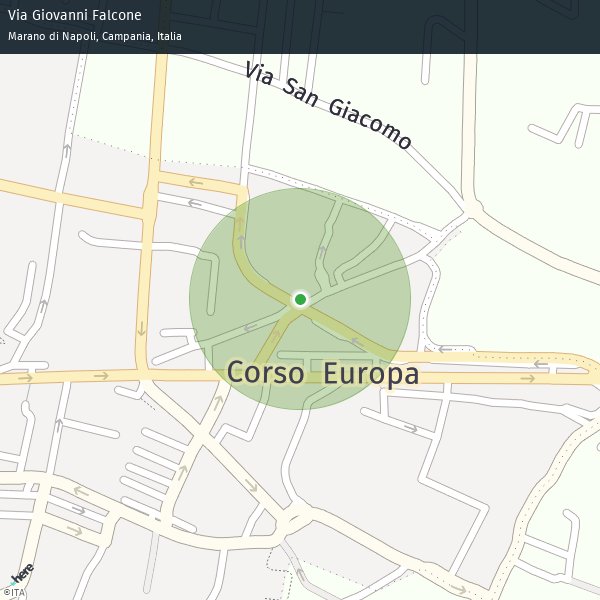 Via Giovanni Falcone
Marano di Napoli, Campania, Italia
Via San Giacomo
Corso Europa
here
©ITA